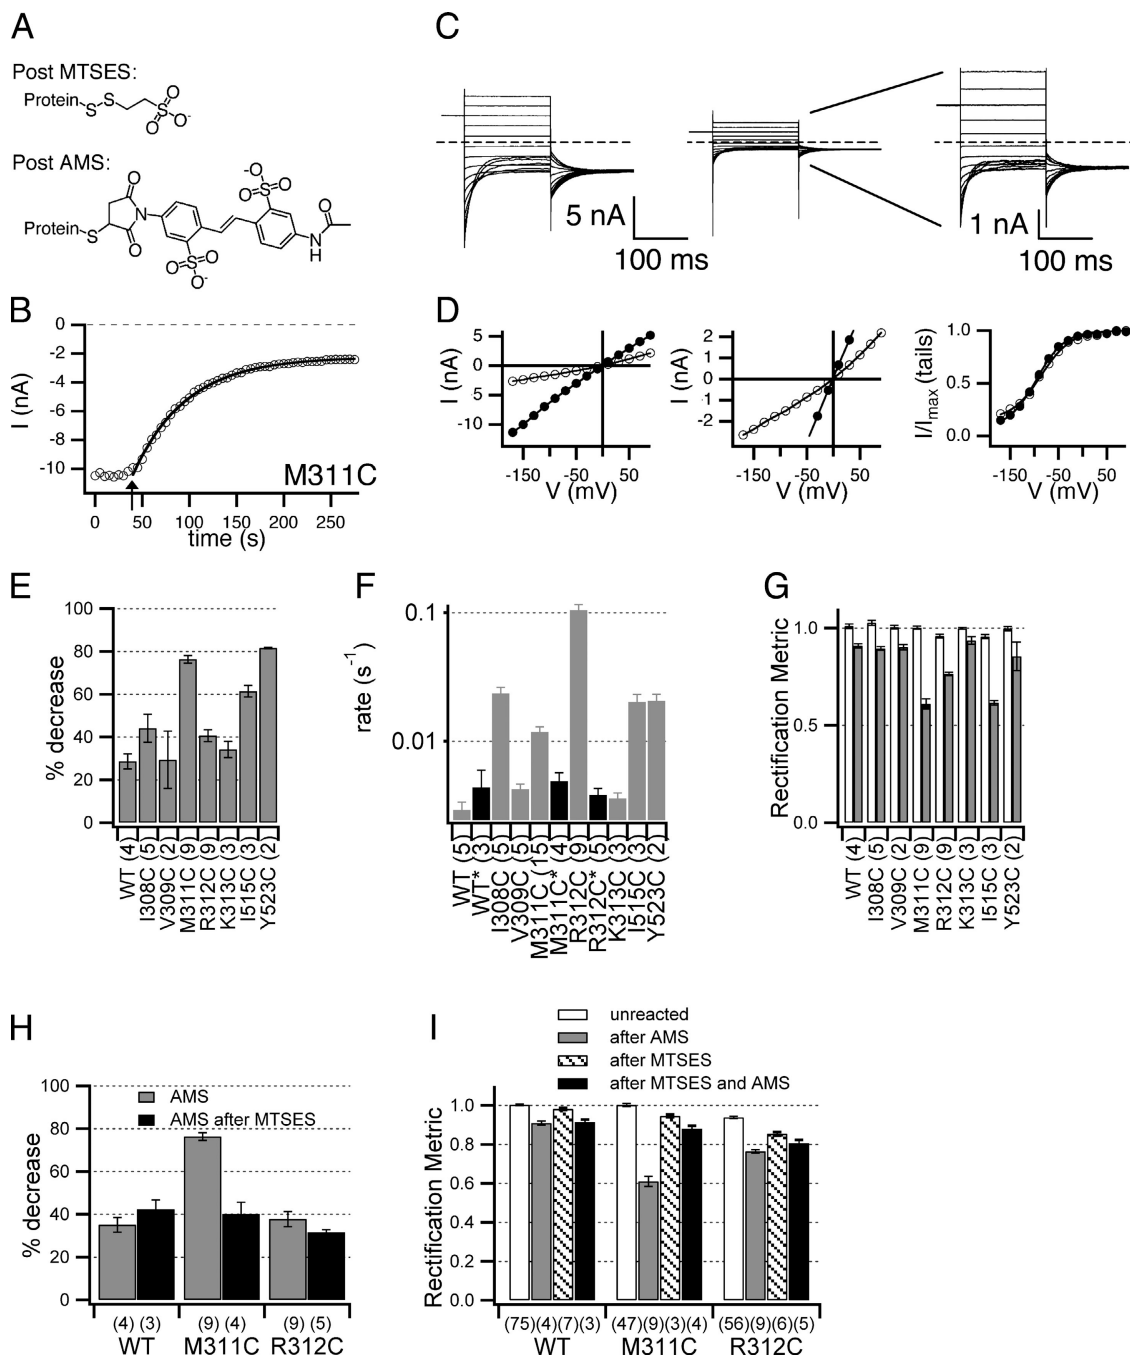 A
Post MTSES:
Protein
S
S
S
O
O
O-
Post AMS:
Protein
S
O
O
N
-O
S
O
O
O
S
O
O-
O
N
H
B
0
-2
-4
-6
-8
-10
I (nA)
M311C
0
50
100
150
200
250
time (s)
C
5 nA
100 ms
1 nA
100 ms
D
5
0
-5
-10
I (nA)
-150
-50
50
V (mV)
2
1
0
-2
I (nA)
-150
-50
50
V (mV)
1.0
0.5
0.0
I/Imax (tails)
-150
-50
50
V (mV)
E
100
80
60
40
20
0
% decrease
WT (4)
I308C (5)
V309C (2)
M311C (9)
R312C (9)
K313C (3)
I515C (3)
Y523C (2)
F
0.1
0.01
rate (s-1)
WT (5)
WT* (3)
I308C (5)
V309C (5)
M311C (15)
M311C* (4)
R312C (9)
R312C* (5)
K313C (3)
I515C (3)
Y523C (2)
G
1.0
0.5
0.0
Rectification Metric
WT (4)
I308C (5)
V309C (2)
M311C (9)
R312C (9)
K313C (3)
I515C (3)
Y523C (2)
H
100
80
60
40
20
0
% decrease
AMS
AMS after MTSES
(4) (3)
(9) (4)
(9) (5)
WT
M311C
R312C
I
unreacted
after AMS
after MTSES
after MTSES and AMS
1.0
0.8
0.6
0.4
0.2
0.0
Rectification Metric
(75)(4)(7)(3)
(47)(9)(3)(4)
(56)(9)(6)(5)
WT
M311C
R312C